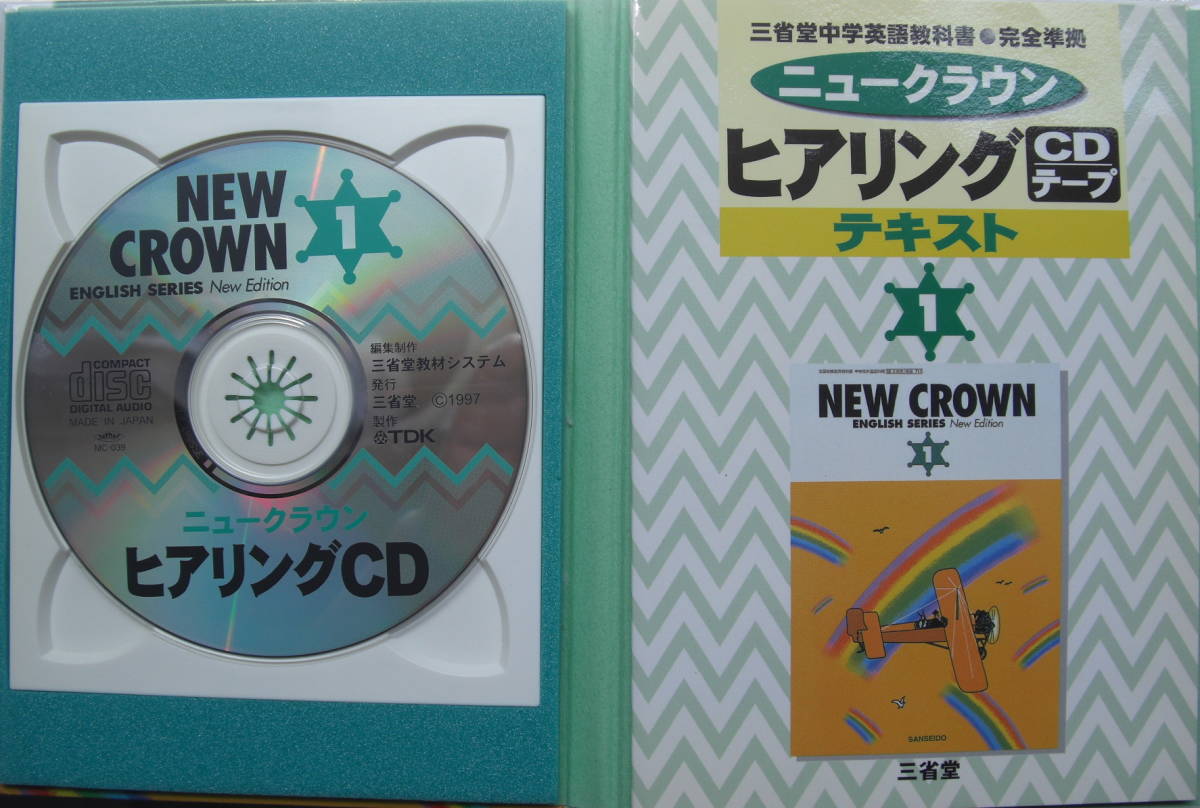 NEW
CROWN
1
ENGLISH SERIES New Edition
COMPACT
disc
DIGITAL AUDIO
MADE IN JAPAN
編集制作
三省堂教材システム
発行
三省堂 ©1997
製作
TDK
ニュークラウン
ヒアリングCD
三省堂中学英語教科書●完全準拠
ニュークラウン
ヒアリング CD テープ
テキスト
1
NEW CROWN
ENGLISH SERIES New Edition
1
SANSEIDO
三省堂